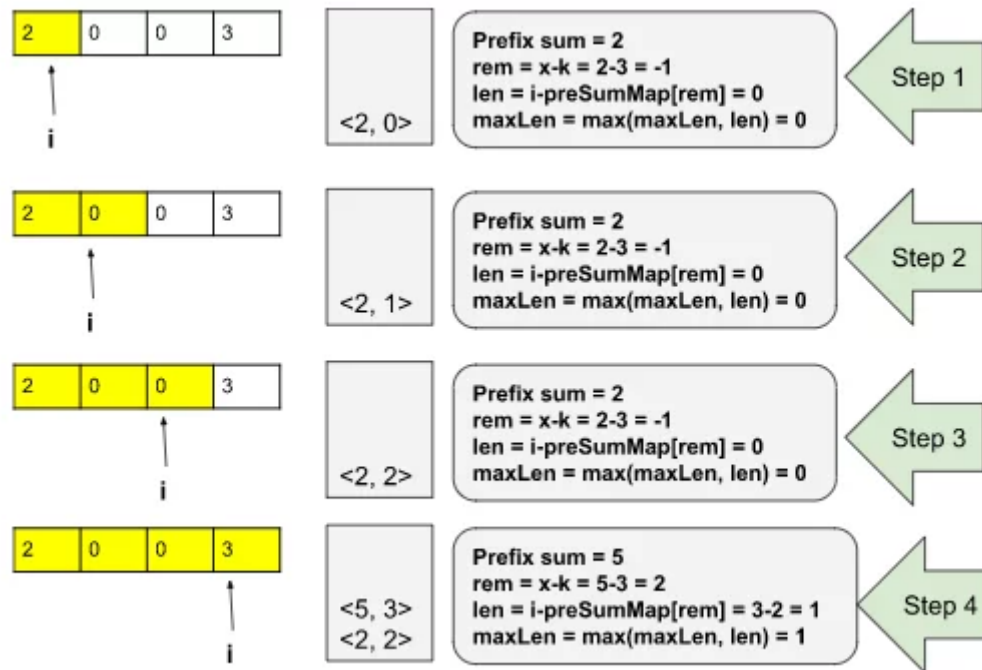 2 0 0 3
i
<2, 0>
Prefix sum = 2
rem = x-k = 2-3 = -1
len = i-preSumMap[rem] = 0
maxLen = max(maxLen, len) = 0
Step 1
2 0 0 3
i
<2, 1>
Prefix sum = 2
rem = x-k = 2-3 = -1
len = i-preSumMap[rem] = 0
maxLen = max(maxLen, len) = 0
Step 2
2 0 0 3
i
<2, 2>
Prefix sum = 2
rem = x-k = 2-3 = -1
len = i-preSumMap[rem] = 0
maxLen = max(maxLen, len) = 0
Step 3
2 0 0 3
i
<5, 3>
<2, 2>
Prefix sum = 5
rem = x-k = 5-3 = 2
len = i-preSumMap[rem] = 3-2 = 1
maxLen = max(maxLen, len) = 1
Step 4